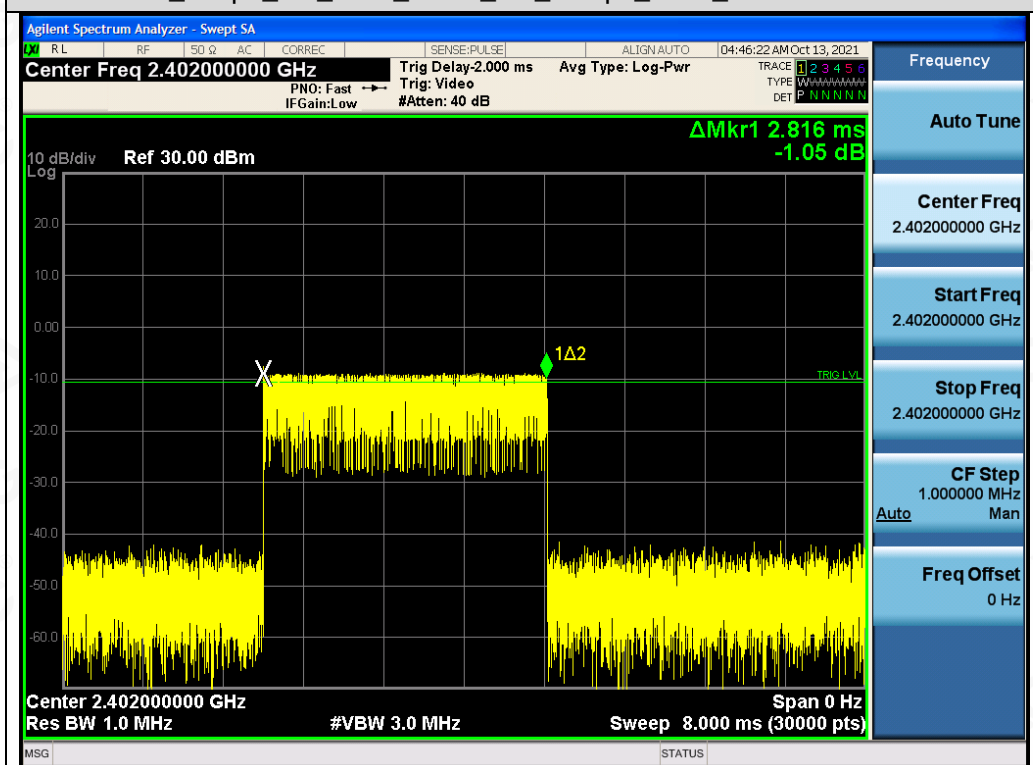 Agilent Spectrum Analyzer - Swept SA
LXI RL RF 50 Ω AC CORREC SENSE:PULSE ALIGN AUTO 04:46:22 AM Oct 13, 2021
Center Freq 2.402000000 GHz
PNO: Fast
IFGain:Low
Trig Delay-2.000 ms
Trig: Video
#Atten: 40 dB
Avg Type: Log-Pwr
TRACE 1 2 3 4 5 6
TYPE WWWWWW
DET P N N N N N
ΔMkr1 2.816 ms
-1.05 dB
10 dB/div Ref 30.00 dBm
Log
20.0
10.0
0.00
1Δ2
-10.0
TRIG LVL
-20.0
-30.0
-40.0
-50.0
-60.0
Center 2.402000000 GHz Span 0 Hz
Res BW 1.0 MHz #VBW 3.0 MHz Sweep 8.000 ms (30000 pts)
MSG STATUS
Frequency
Auto Tune
Center Freq
2.402000000 GHz
Start Freq
2.402000000 GHz
Stop Freq
2.402000000 GHz
CF Step
1.000000 MHz
Auto Man
Freq Offset
0 Hz